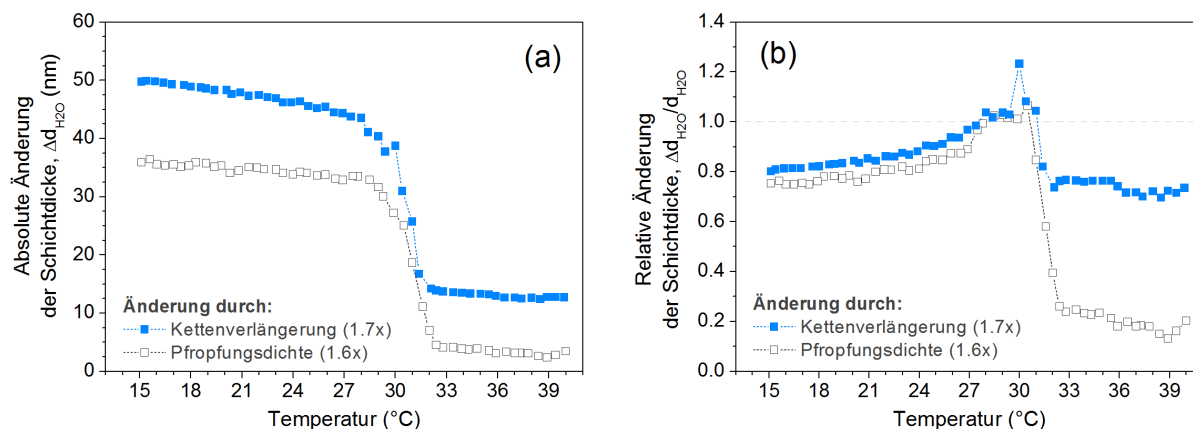 (a)
Absolute Änderung
der Schichtdicke, Δd_H2O (nm)
60
50
40
30
20
10
0
Änderung durch:
Kettenverlängerung (1.7x)
Pfropfungsdichte (1.6x)
15 18 21 24 27 30 33 36 39
Temperatur (°C)
(b)
Relative Änderung
der Schichtdicke, Δd_H2O/d_H2O
1.4
1.2
1.0
0.8
0.6
0.4
0.2
0.0
Änderung durch:
Kettenverlängerung (1.7x)
Pfropfungsdichte (1.6x)
15 18 21 24 27 30 33 36 39
Temperatur (°C)